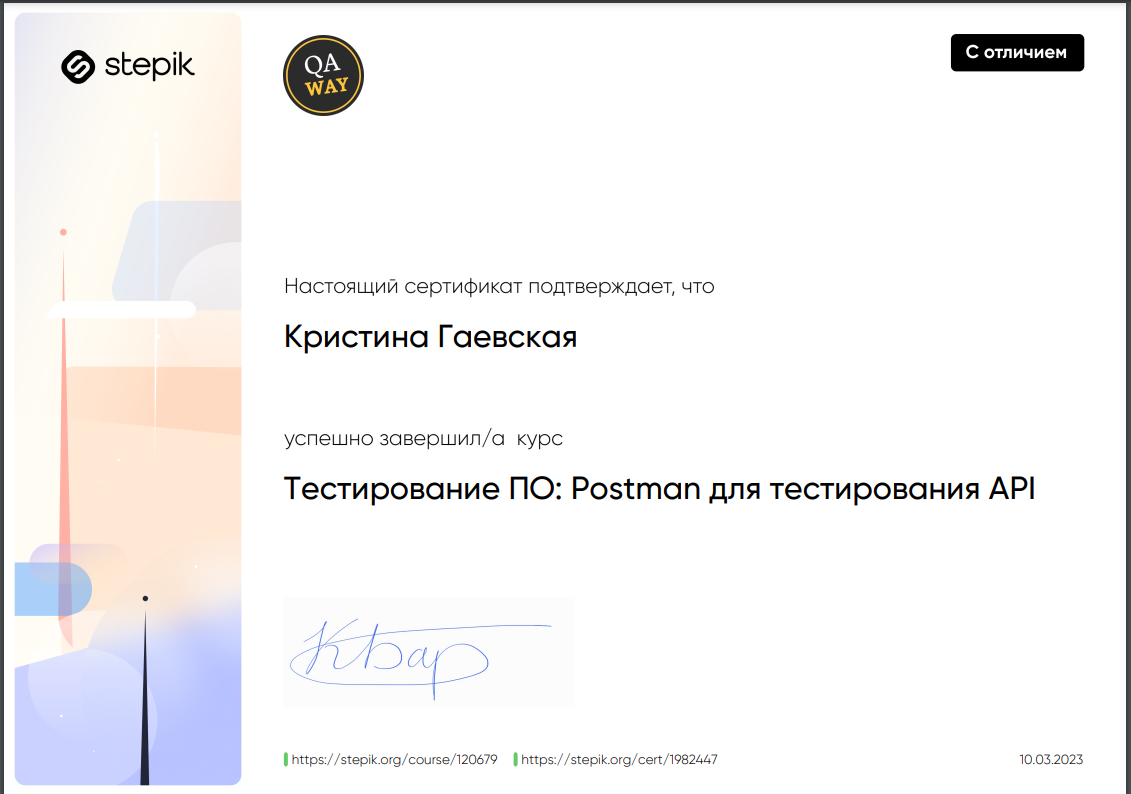 stepik
QA
WAY
С отличием
Настоящий сертификат подтверждает, что
Кристина Гаевская
успешно завершил/а  курс
Тестирование ПО: Postman для тестирования API
https://stepik.org/course/120679
https://stepik.org/cert/1982447
10.03.2023